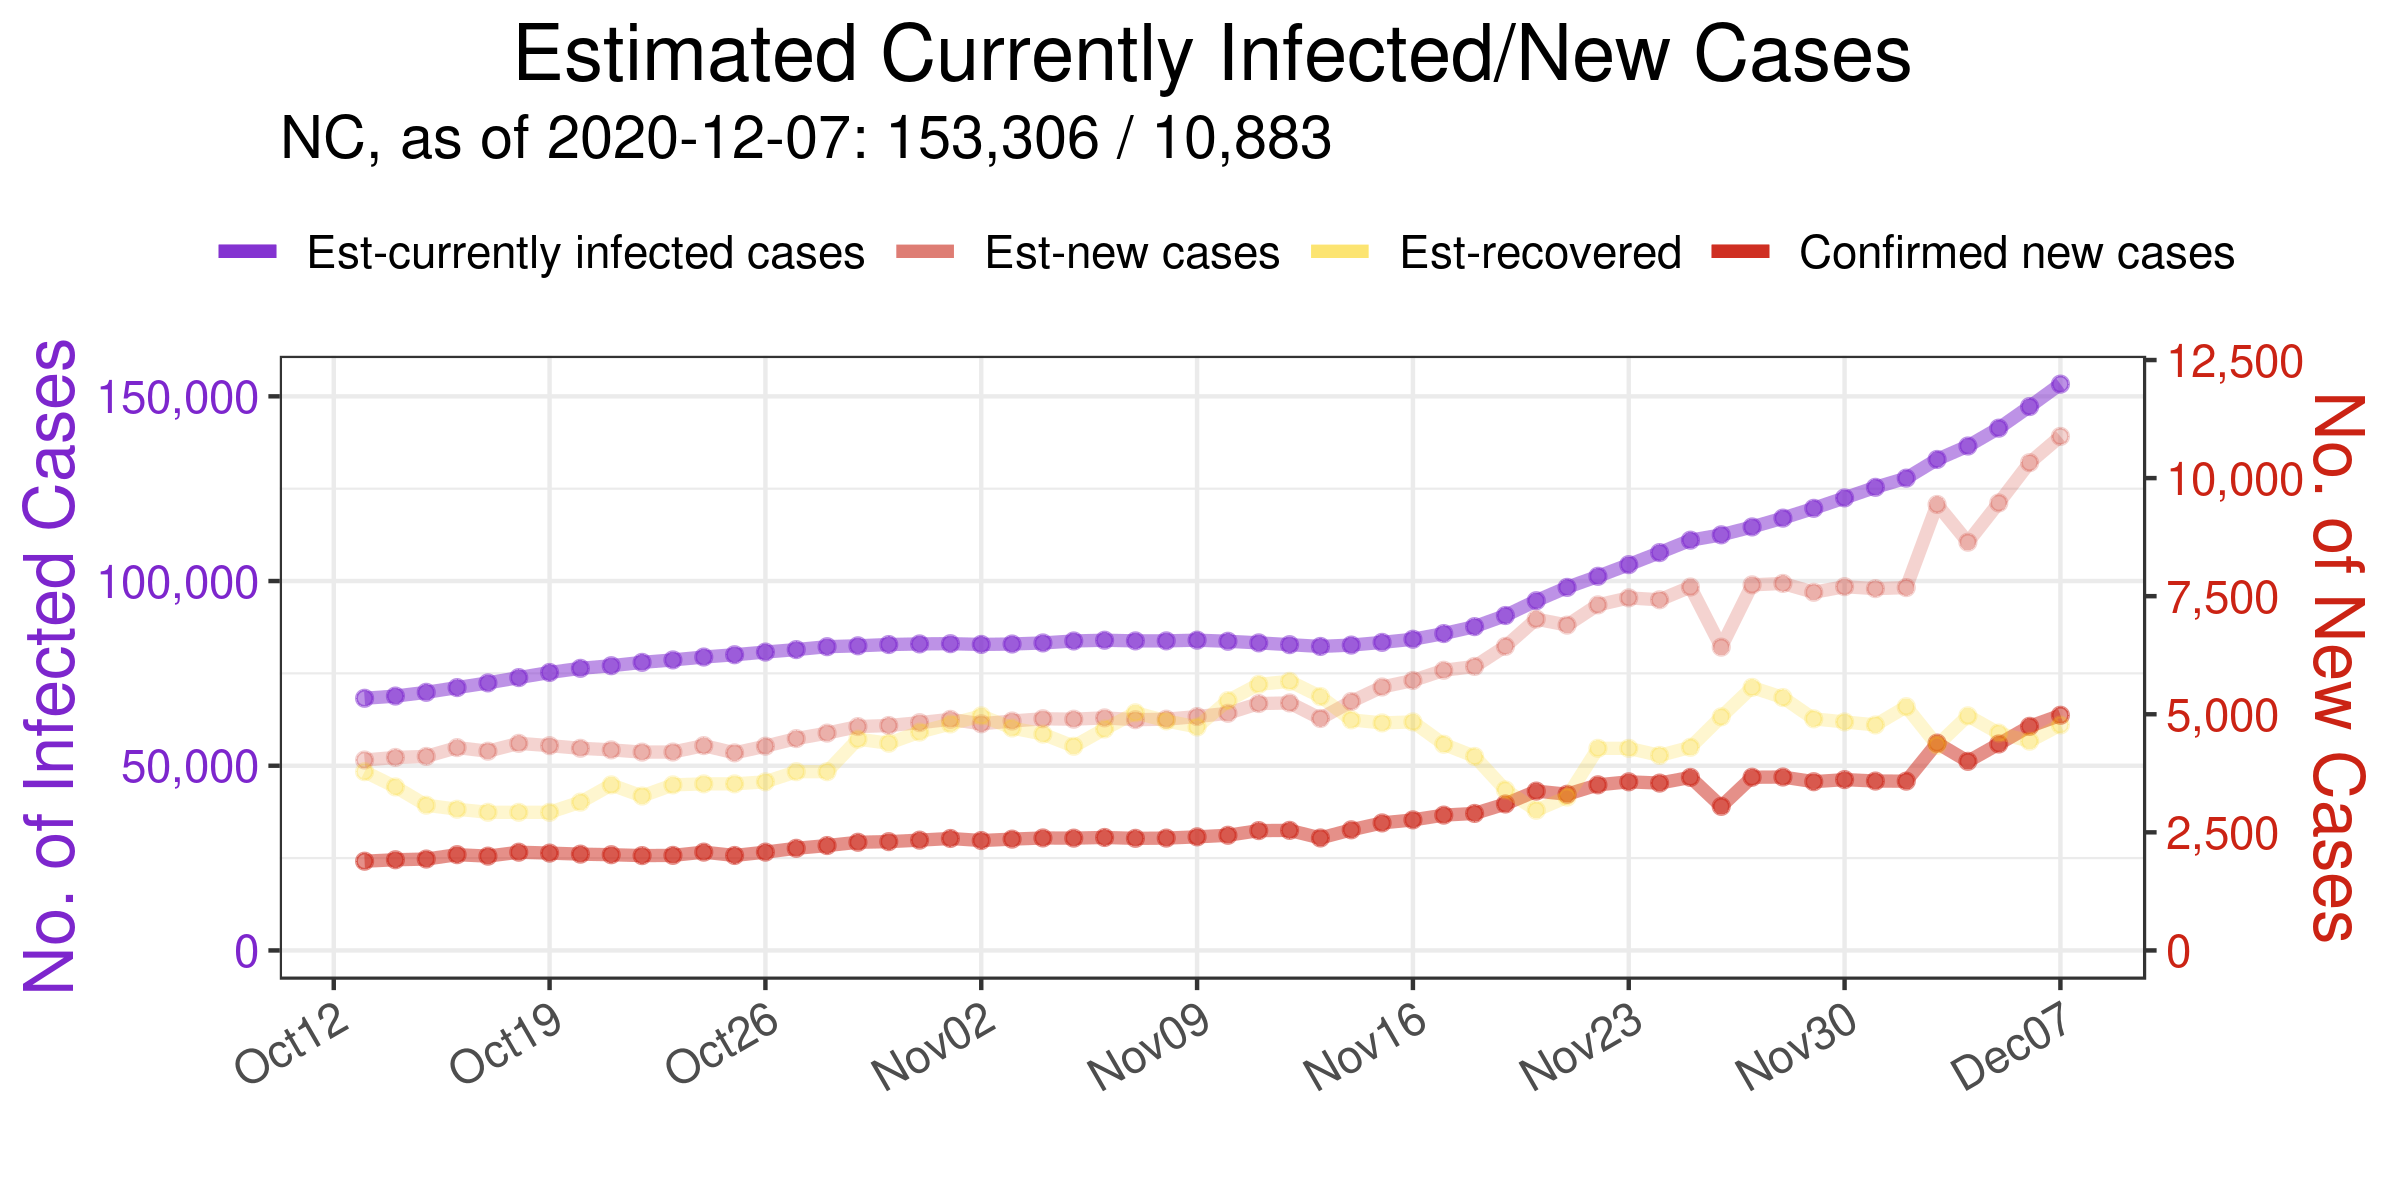 Estimated Currently Infected/New Cases
NC, as of 2020-12-07: 153,306 / 10,883
Est-currently infected cases Est-new cases Est-recovered Confirmed new cases
No. of Infected Cases
150,000
100,000
50,000
0
12,500
10,000
7,500
5,000
2,500
0
No. of New Cases
Oct12 Oct19 Oct26 Nov02 Nov09 Nov16 Nov23 Nov30 Dec07